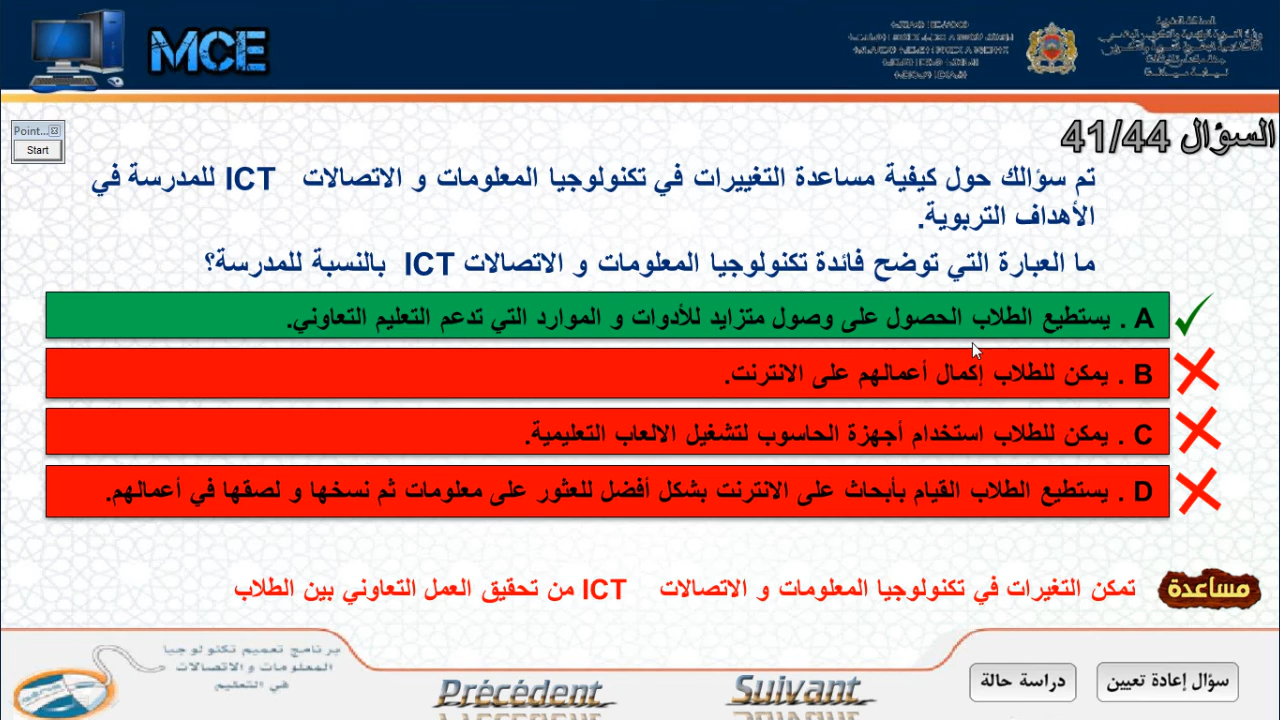 MCE
المملكة المغربية
Point...
Start
السؤال 41/44
تم سؤالك حول كيفية مساعدة التغييرات في تكنولوجيا المعلومات و الاتصالات ICT للمدرسة في
الأهداف التربوية.
ما العبارة التي توضح فائدة تكنولوجيا المعلومات و الاتصالات ICT بالنسبة للمدرسة؟
A . يستطيع الطلاب الحصول على وصول متزايد للأدوات و الموارد التي تدعم التعليم التعاوني.
B . يمكن للطلاب إكمال أعمالهم على الانترنت.
C . يمكن للطلاب استخدام أجهزة الحاسوب لتشغيل الالعاب التعليمية.
D . يستطيع الطلاب القيام بأبحاث على الانترنت بشكل أفضل للعثور على معلومات ثم نسخها و لصقها في أعمالهم.
مساعدة
تمكن التغيرات في تكنولوجيا المعلومات و الاتصالات ICT من تحقيق العمل التعاوني بين الطلاب
برنامج تعميم تكنولوجيا
المعلومات والاتصالات
في التعليم
Précédent
Suivant
دراسة حالة
سؤال إعادة تعيين